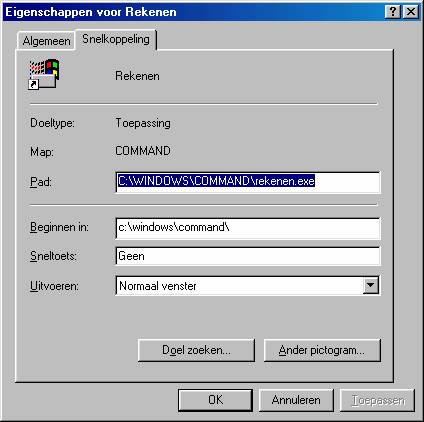 Eigenschappen voor Rekenen
Algemeen Snelkoppeling
Rekenen
Doeltype: Toepassing
Map: COMMAND
Pad: C:\WINDOWS\COMMAND\rekenen.exe
Beginnen in: c:\windows\command\
Sneltoets: Geen
Uitvoeren: Normaal venster
Doel zoeken... Ander pictogram...
OK Annuleren Toepassen